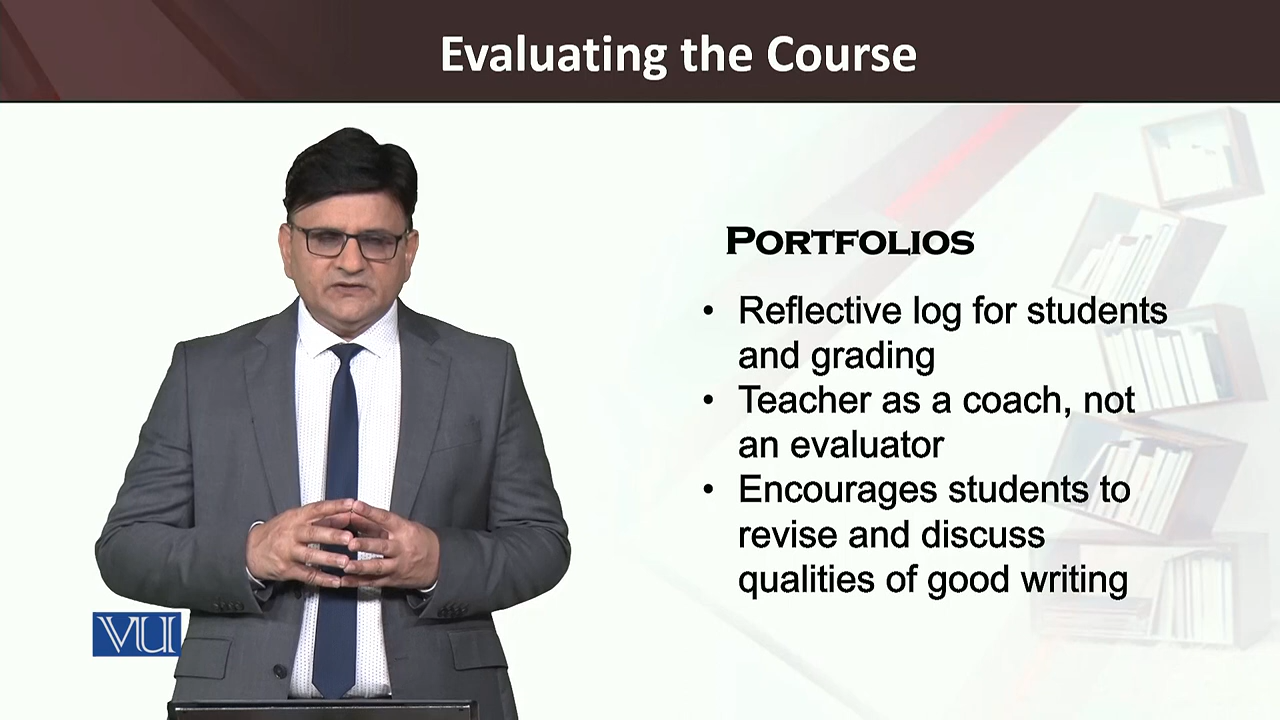 Evaluating the Course
PORTFOLIOS
• Reflective log for students
and grading
• Teacher as a coach, not
an evaluator
• Encourages students to
revise and discuss
qualities of good writing
VU